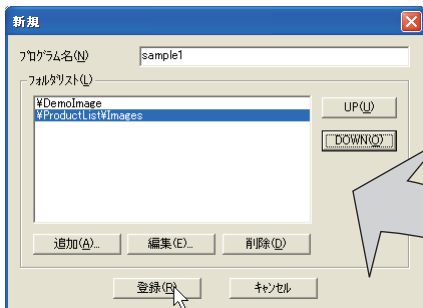 新規
プログラム名(N)
sample1
フォルダリスト(L)
¥DemoImage
¥ProductList¥Images
UP(U)
DOWN(O)
追加(A)...
編集(E)...
削除(D)
登録(R)
キャンセル